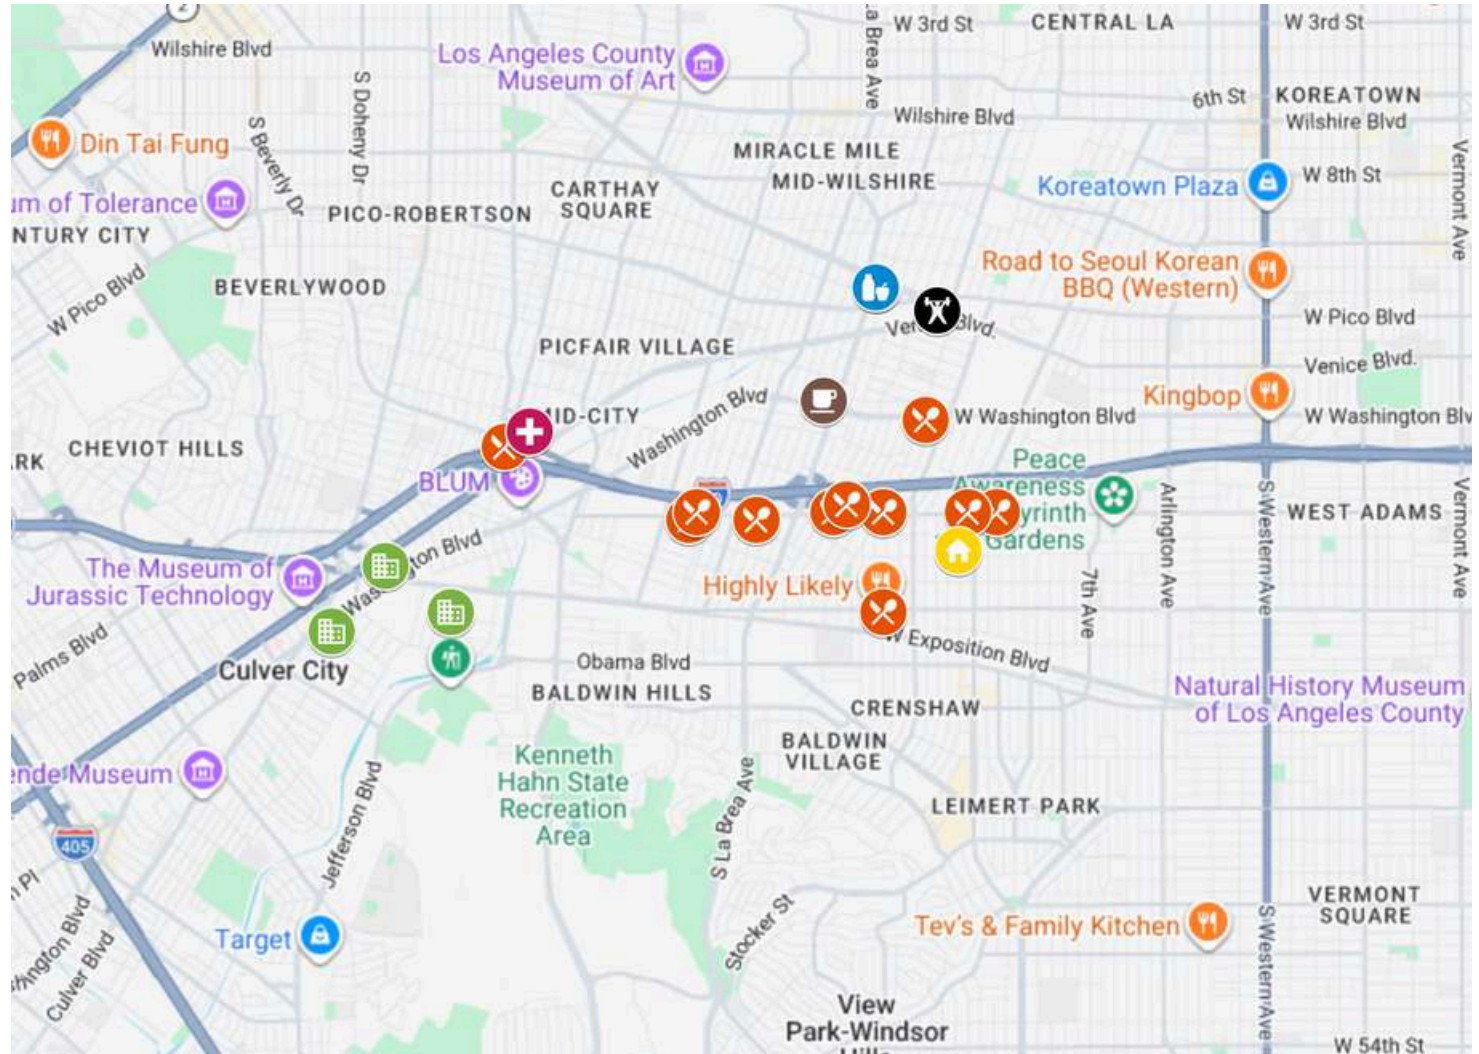 2
W 3rd St
CENTRAL LA
W 3rd St
Wilshire Blvd
Los Angeles County
Museum of Art
La Brea Ave
S Doheny Dr
6th St
KOREATOWN
Wilshire Blvd
Wilshire Blvd
Din Tai Fung
S Beverly Dr
MIRACLE MILE
MID-WILSHIRE
Vermont Ave
W 8th St
Koreatown Plaza
CARTHAY
SQUARE
um of Tolerance
NTURY CITY
PICO-ROBERTSON
Road to Seoul Korean
BBQ (Western)
W Pico Blvd
BEVERLYWOOD
W Pico Blvd
Blvd.
PICFAIR VILLAGE
Venice Blvd.
Kingbop
Washington Blvd
MID-CITY
W Washington Blvd
W Washington Blv
CHEVIOT HILLS
RK
BLUM
Peace
Awareness
yrinth
Gardens
Arlington Ave
S Western Ave
WEST ADAMS
Vermont Ave
The Museum of
Jurassic Technology
Highly Likely
7th Ave
W Exposition Blvd
Palms Blvd
Culver City
Obama Blvd
BALDWIN HILLS
Natural History Museum
of Los Angeles County
CRENSHAW
BALDWIN
VILLAGE
ende Museum
Kenneth
Hahn State
Recreation
Area
Jefferson Blvd
S La Brea Ave
LEIMERT PARK
405
n Pl
VERMONT
SQUARE
Tev's & Family Kitchen
Stocker St
Target
hington Blvd
Culver Blvd
S Western Ave
View
Park-Windsor
Hills
W 54th St